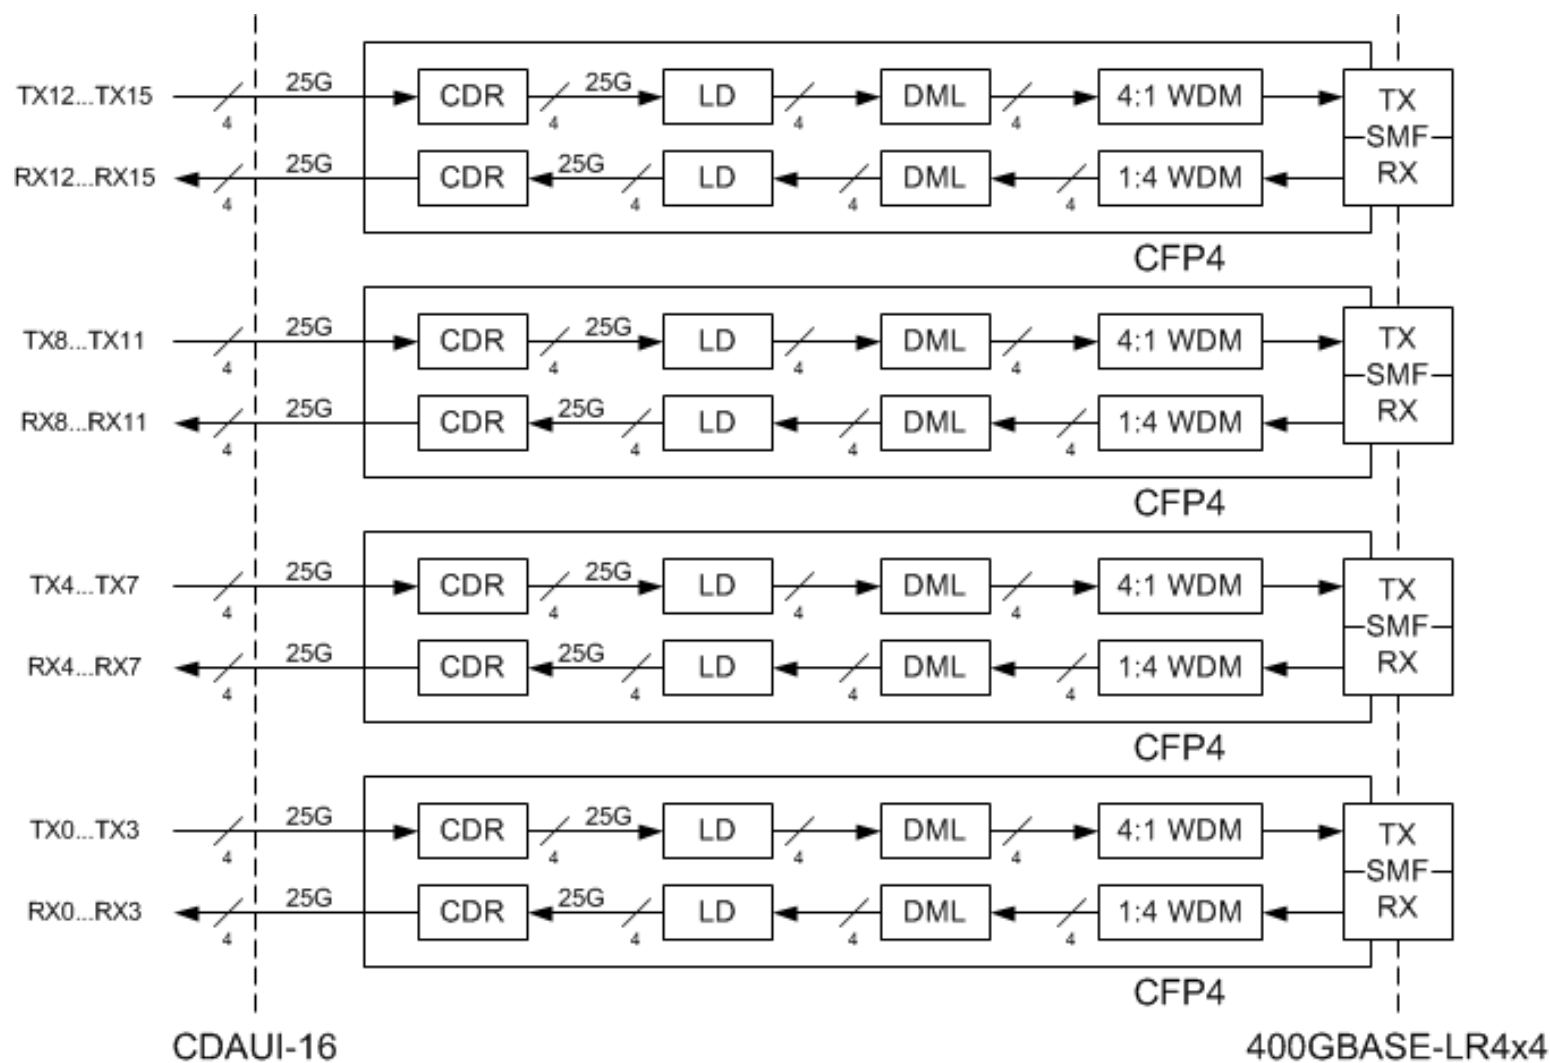 TX12...TX15 4 25G CDR 4 25G LD 4 DML 4 4:1 WDM TX
SMF
RX12...RX15 4 25G CDR 25G 4 LD 4 DML 4 1:4 WDM RX
CFP4
TX8...TX11 4 25G CDR 4 25G LD 4 DML 4 4:1 WDM TX
SMF
RX8...RX11 4 25G CDR 25G 4 LD 4 DML 4 1:4 WDM RX
CFP4
TX4...TX7 4 25G CDR 4 25G LD 4 DML 4 4:1 WDM TX
SMF
RX4...RX7 4 25G CDR 25G 4 LD 4 DML 4 1:4 WDM RX
CFP4
TX0...TX3 4 25G CDR 4 25G LD 4 DML 4 4:1 WDM TX
SMF
RX0...RX3 4 25G CDR 25G 4 LD 4 DML 4 1:4 WDM RX
CFP4
CDAUI-16 400GBASE-LR4x4